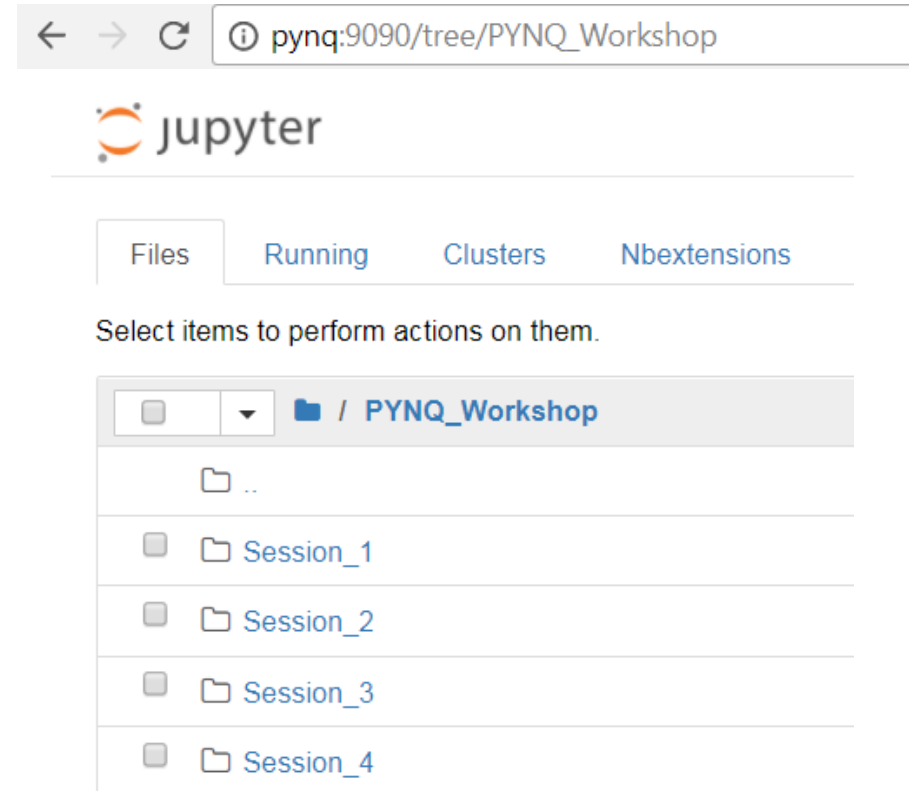 pynq:9090/tree/PYNQ_Workshop
jupyter
Files Running Clusters Nbextensions
Select items to perform actions on them.
/ PYNQ_Workshop
..
Session_1
Session_2
Session_3
Session_4